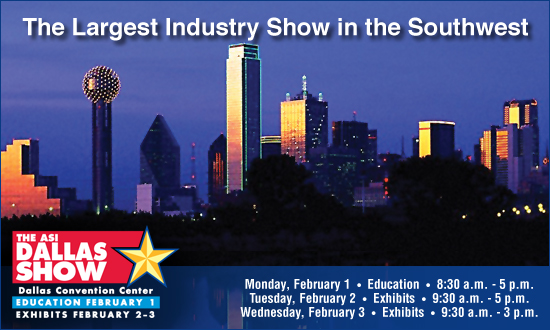 The Largest Industry Show in the Southwest
THE ASI
DALLAS
SHOW
Dallas Convention Center
EDUCATION FEBRUARY 1
EXHIBITS FEBRUARY 2-3
Monday, February 1 • Education • 8:30 a.m. - 5 p.m.
Tuesday, February 2 • Exhibits • 9:30 a.m. - 5 p.m.
Wednesday, February 3 • Exhibits • 9:30 a.m. - 3 p.m.